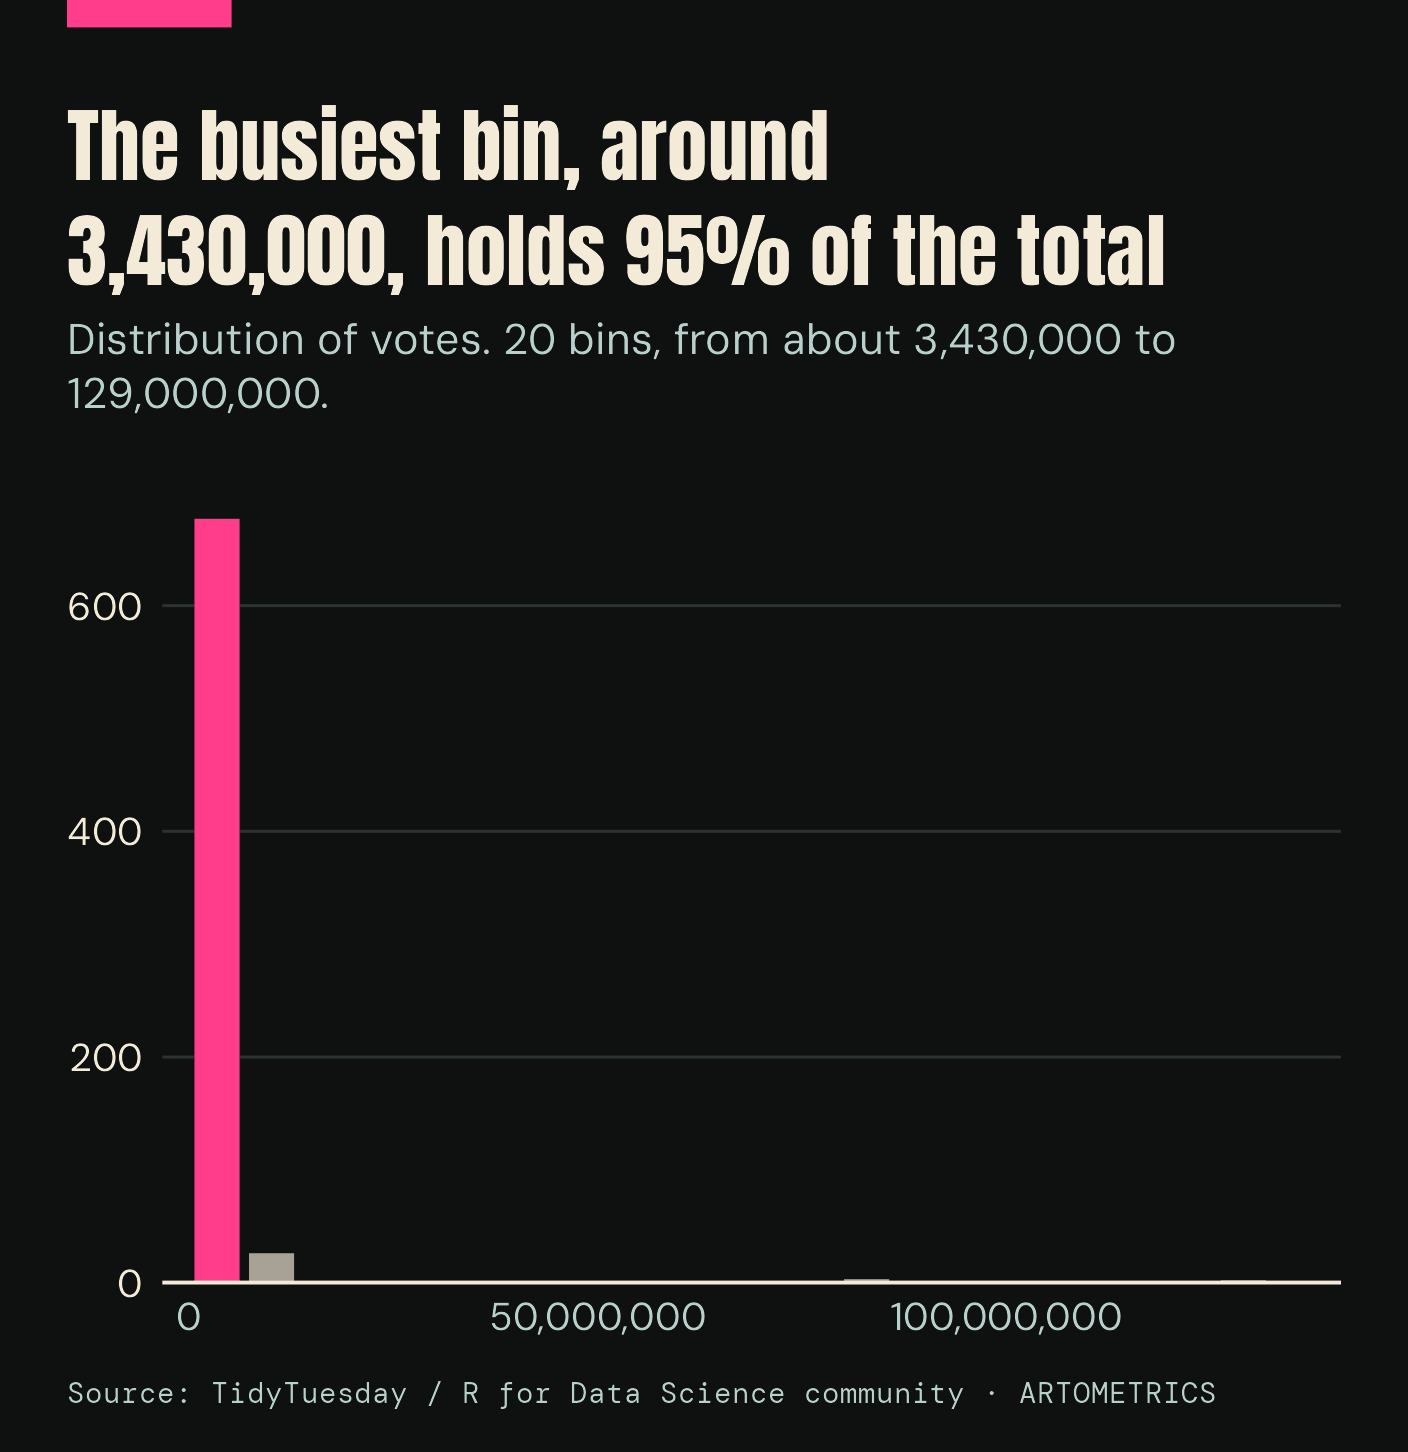 The busiest bin, around
3,430,000, holds 95% of the total
Distribution of votes. 20 bins, from about 3,430,000 to
129,000,000.
600
400
200
0
0 50,000,000 100,000,000
Source: TidyTuesday / R for Data Science community · ARTOMETRICS